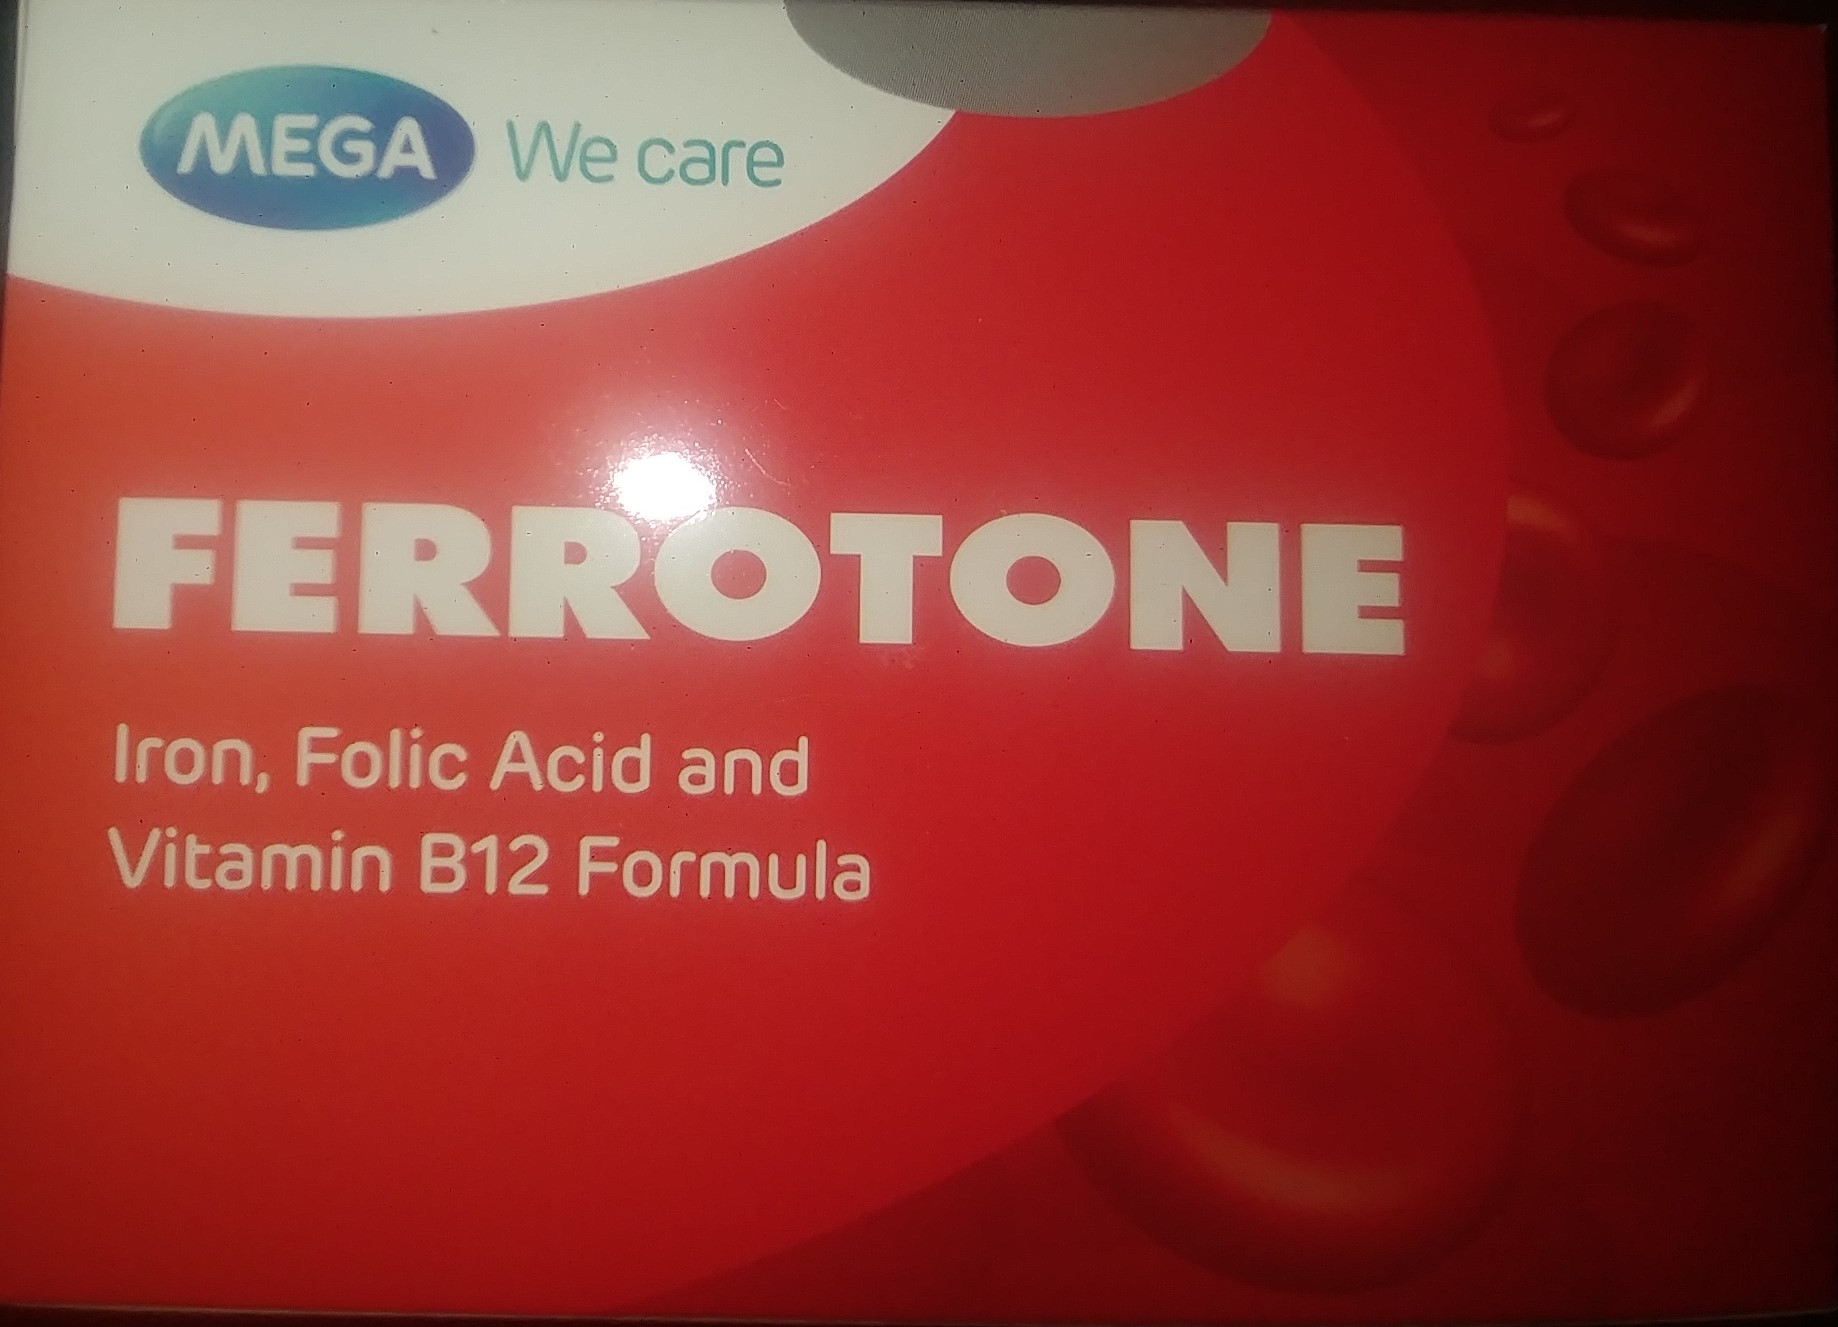 MEGA We care
FERROTONE
Iron, Folic Acid and
Vitamin B12 Formula